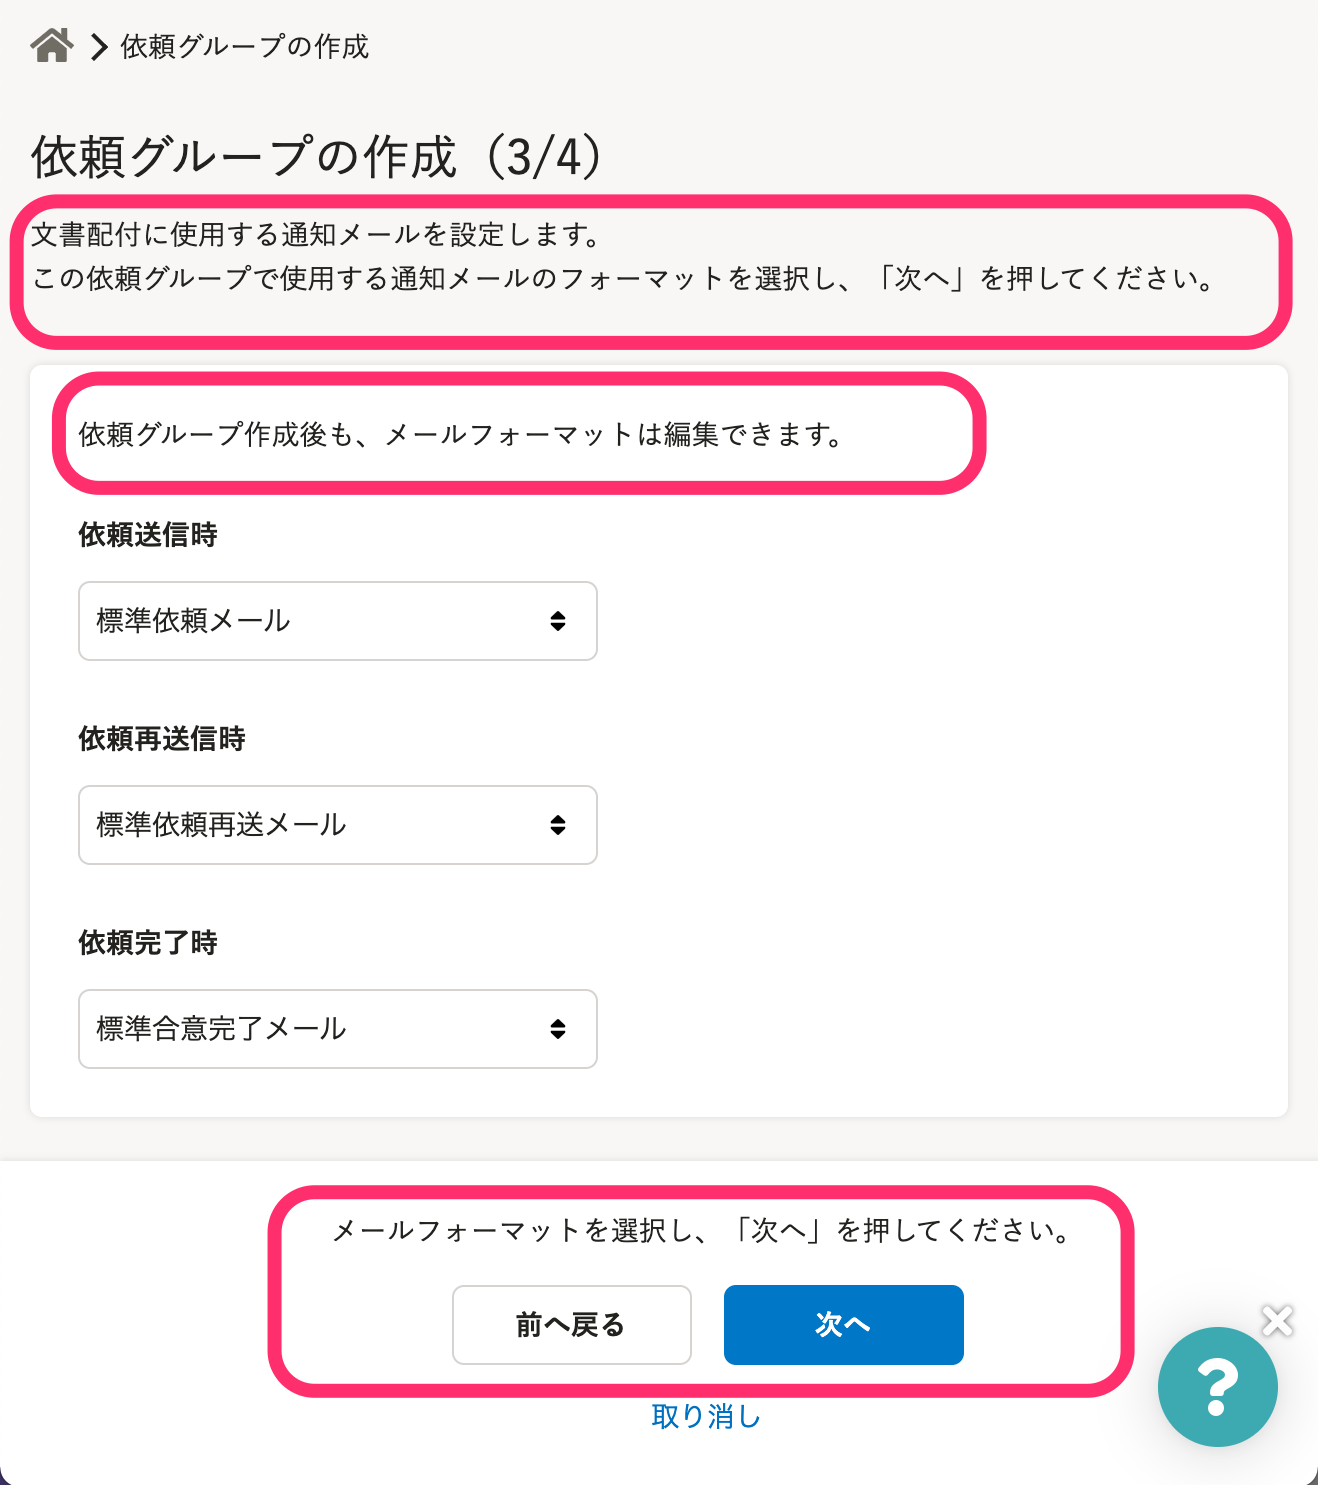 依頼グループの作成
依頼グループの作成（3/4）
文書配付に使用する通知メールを設定します。
この依頼グループで使用する通知メールのフォーマットを選択し、「次へ」を押してください。
依頼グループ作成後も、メールフォーマットは編集できます。
依頼送信時
標準依頼メール
依頼再送信時
標準依頼再送メール
依頼完了時
標準合意完了メール
メールフォーマットを選択し、「次へ」を押してください。
前へ戻る
次へ
取り消し
?